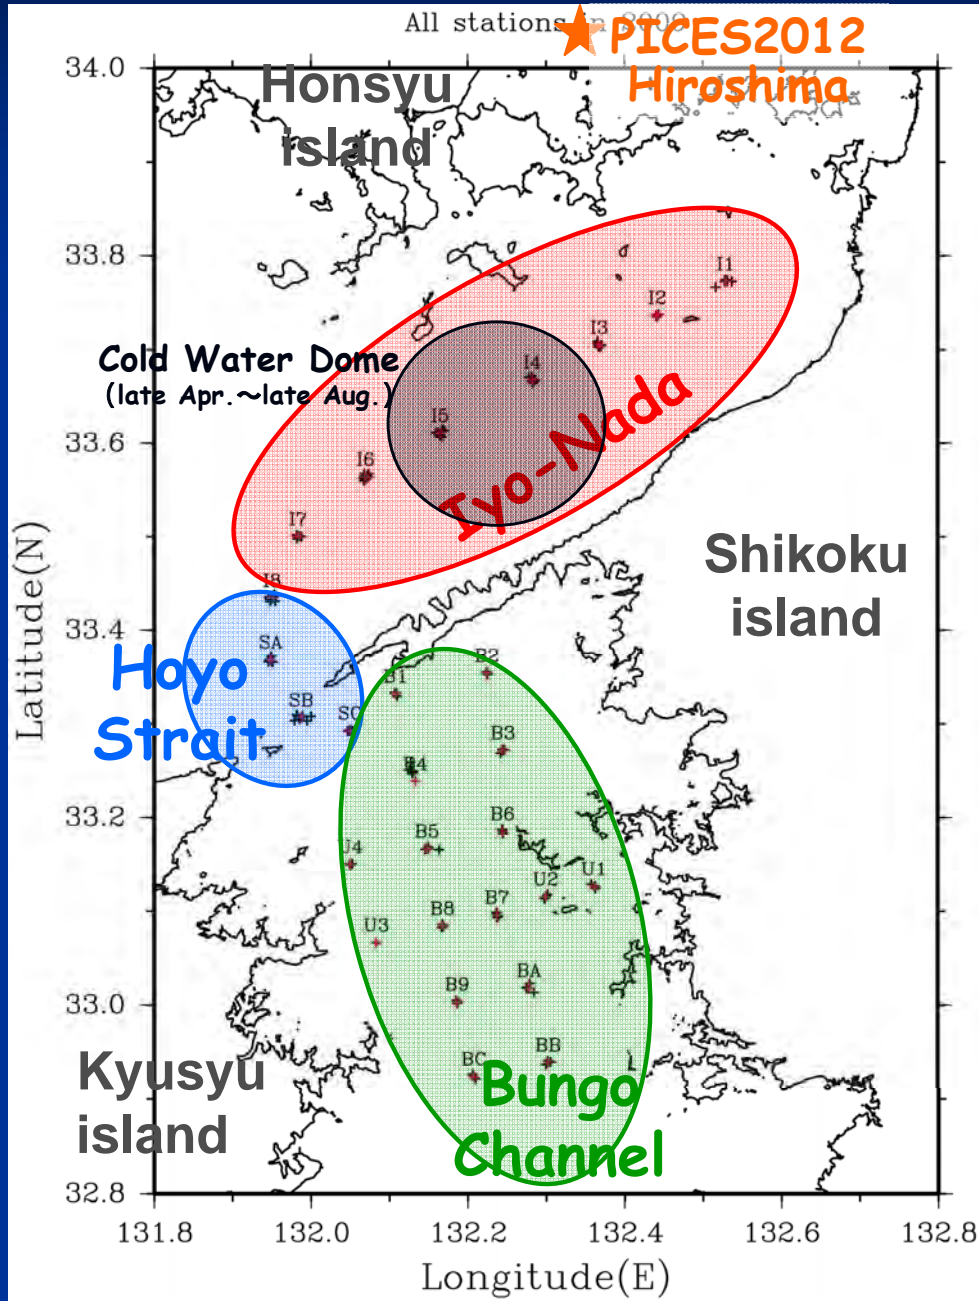 All stations in 2009
PICES2012
Hiroshima
34.0
Honsyu
island
33.8
I1
I2
I3
Cold Water Dome
(late Apr.~late Aug.)
I4
I5
Iyo-Nada
33.6
I6
I7
Shikoku
island
I8
33.4
SA
Hoyo
Strait
SB
SC
B1
B2
B3
B4
33.2
B5
B6
U4
U2
U1
B7
B8
U3
BA
B9
33.0
BB
BC
Kyusyu
island
Bungo
Channel
32.8
131.8
132.0
132.2
132.4
132.6
132.8
Latitude(N)
Longitude(E)